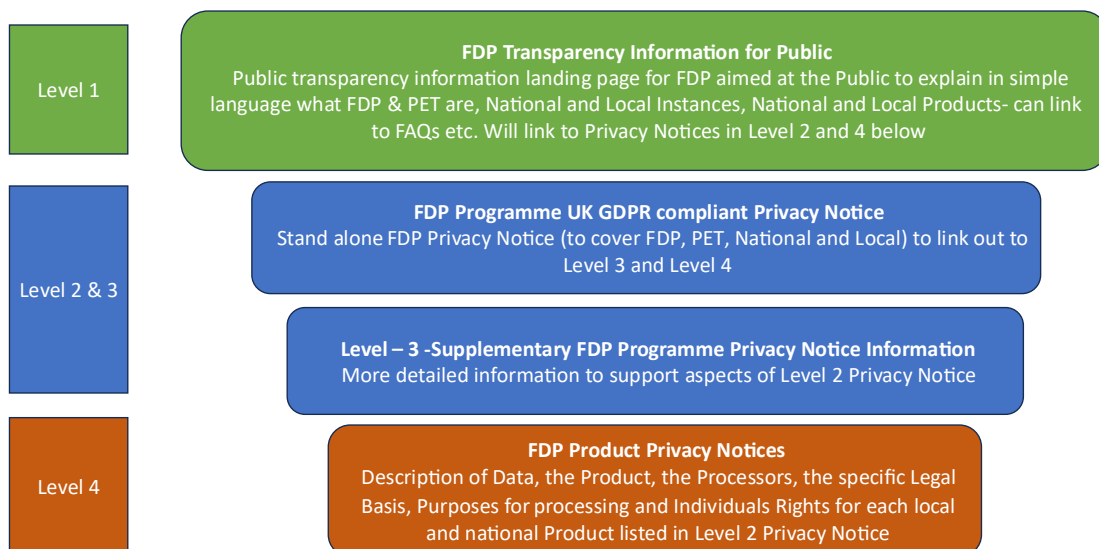 Level 1
FDP Transparency Information for Public
Public transparency information landing page for FDP aimed at the Public to explain in simple
language what FDP & PET are, National and Local Instances, National and Local Products- can link
to FAQs etc. Will link to Privacy Notices in Level 2 and 4 below
Level 2 & 3
FDP Programme UK GDPR compliant Privacy Notice
Stand alone FDP Privacy Notice (to cover FDP, PET, National and Local) to link out to
Level 3 and Level 4
Level – 3 -Supplementary FDP Programme Privacy Notice Information
More detailed information to support aspects of Level 2 Privacy Notice
Level 4
FDP Product Privacy Notices
Description of Data, the Product, the Processors, the specific Legal
Basis, Purposes for processing and Individuals Rights for each local
and national Product listed in Level 2 Privacy Notice